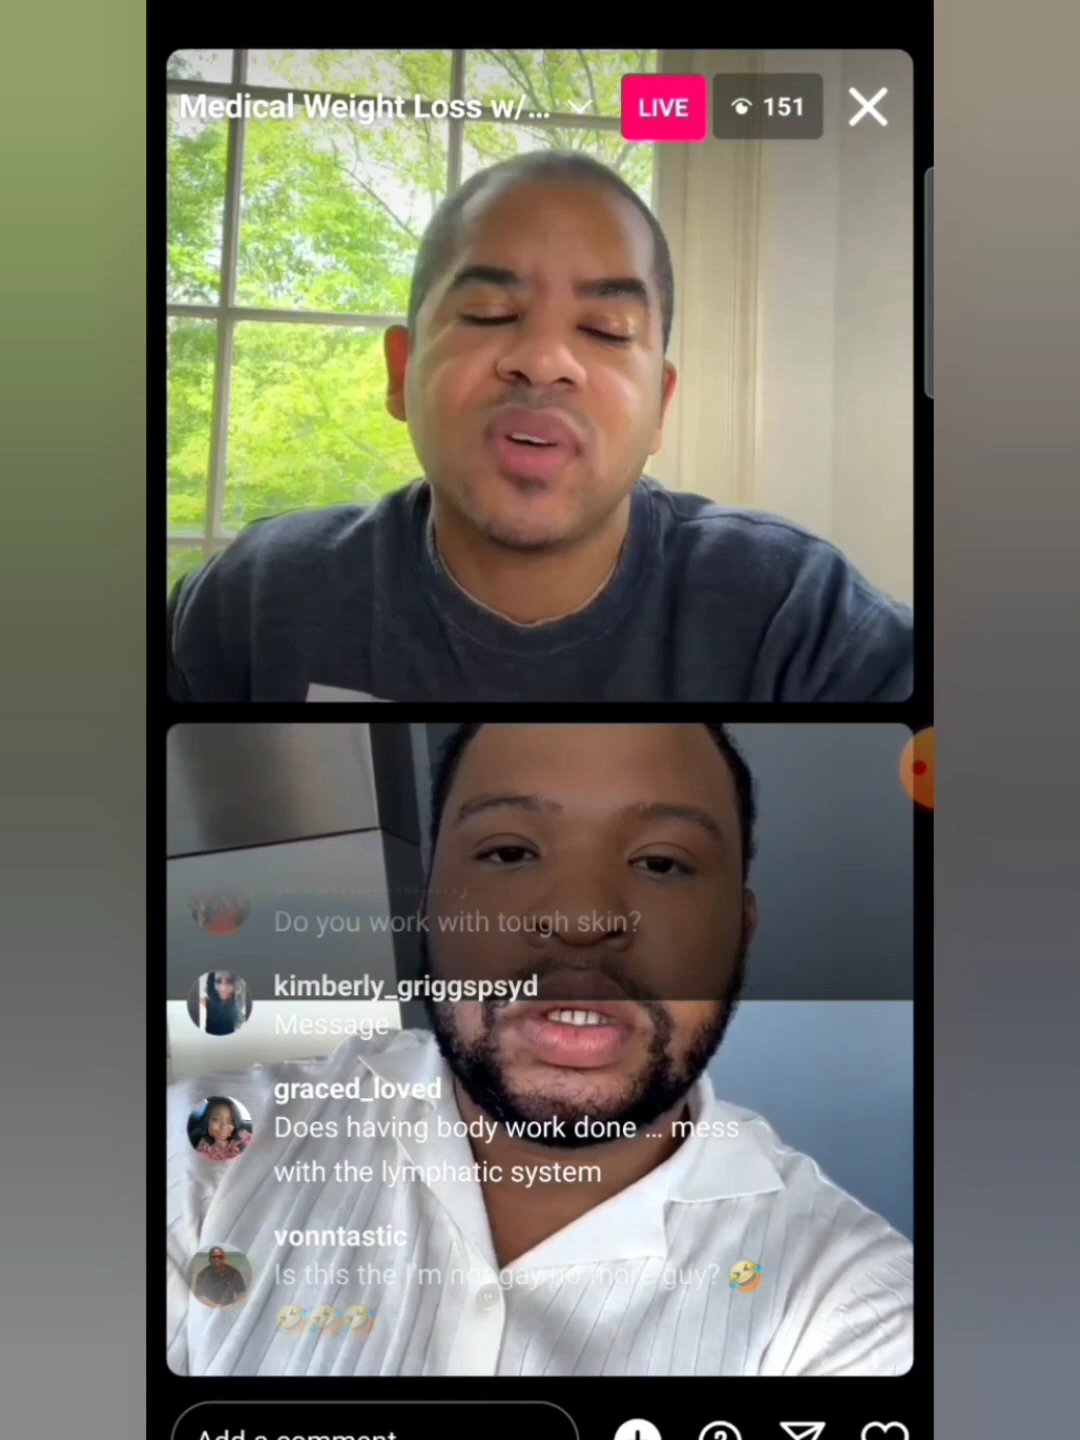 Medical Weight Loss w/...
LIVE
151
Do you work with tough skin?
kimberly_griggspsyd
Message
graced_loved
Does having body work done ... mess
with the lymphatic system
vonntastic
Is this the I'm not gay no more guy? 🤣
🤣🤣🤣
Add a comment